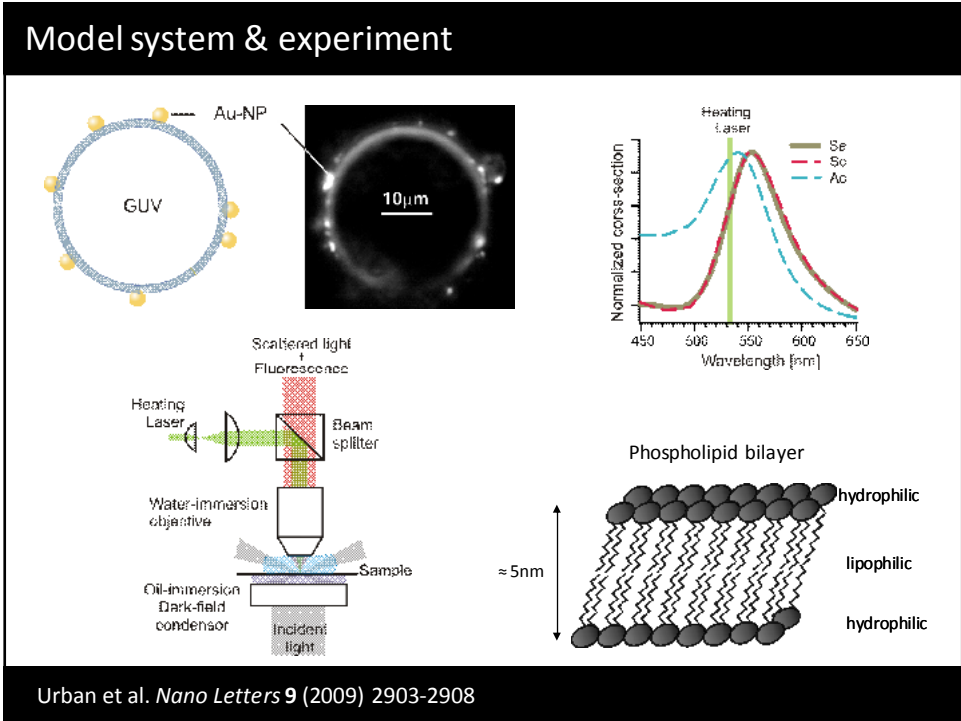 Model system & experiment
Au-NP
GUV
10µm
Heating
Laser
Se
Sc
Ac
Normalized corss-section
450 500 550 600 650
Wavelength [nm]
Scattered light
+
Fluorescence
Heating
Laser
Beam
splitter
Water-immersion
objective
Sample
Oil-immersion
Dark-field
condensor
Incident
light
Phospholipid bilayer
hydrophilic
≈ 5nm
lipophilic
hydrophilic
Urban et al. Nano Letters 9 (2009) 2903-2908